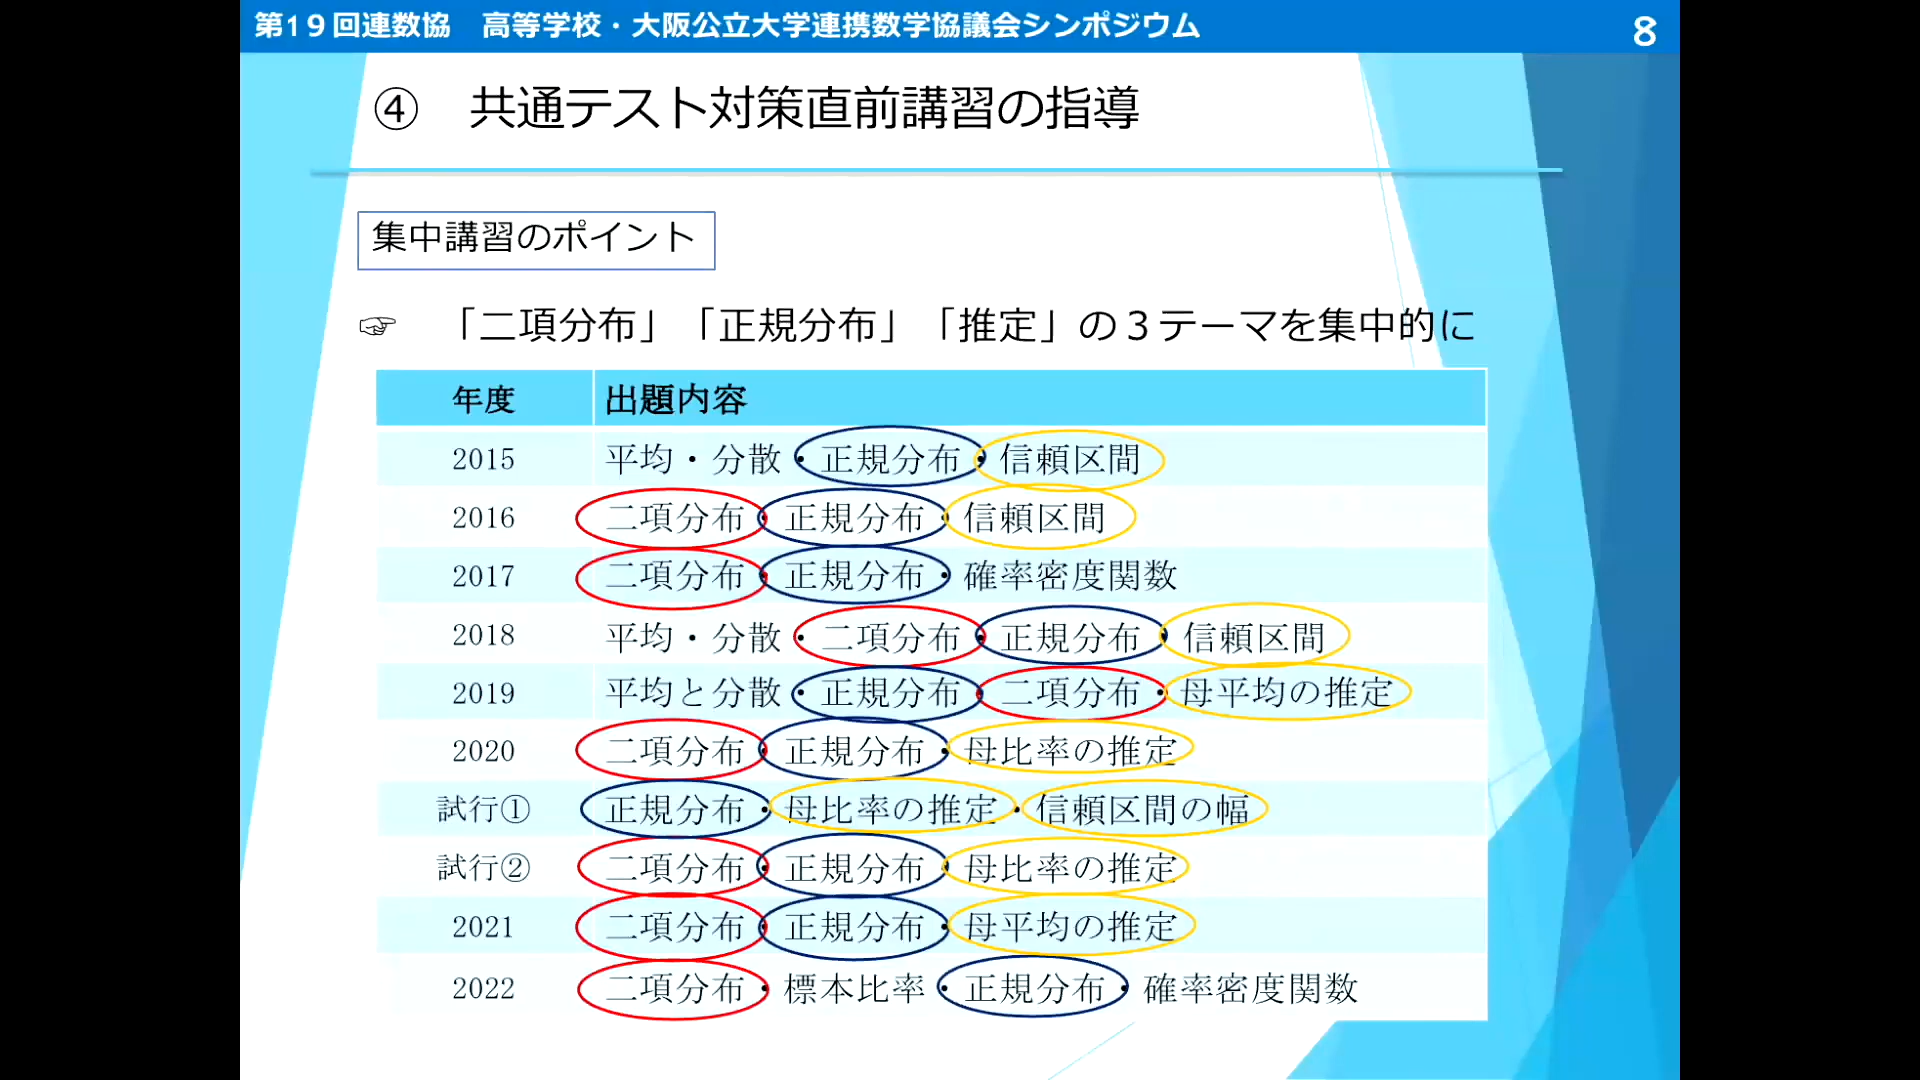 第19回連数協　高等学校・大阪公立大学連携数学協議会シンポジウム
8
④　共通テスト対策直前講習の指導
集中講習のポイント
☞　「二項分布」「正規分布」「推定」の３テーマを集中的に
年度　出題内容
2015　平均・分散・正規分布・信頼区間
2016　二項分布・正規分布・信頼区間
2017　二項分布・正規分布・確率密度関数
2018　平均・分散・二項分布・正規分布・信頼区間
2019　平均と分散・正規分布・二項分布・母平均の推定
2020　二項分布・正規分布・母比率の推定
試行①　正規分布・母比率の推定・信頼区間の幅
試行②　二項分布・正規分布・母比率の推定
2021　二項分布・正規分布・母平均の推定
2022　二項分布・標本比率・正規分布・確率密度関数